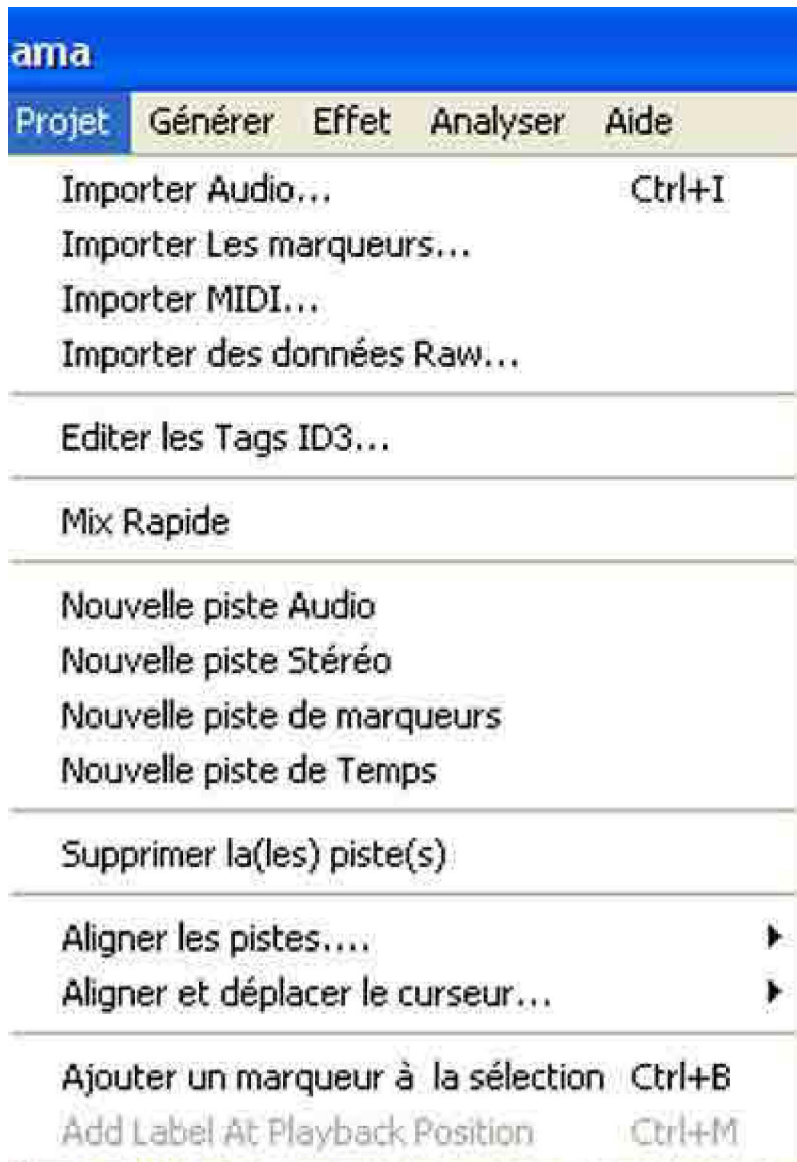 ama
Projet Générer Effet Analyser Aide
Importer Audio... Ctrl+I
Importer Les marqueurs...
Importer MIDI...
Importer des données Raw...
Editer les Tags ID3...
Mix Rapide
Nouvelle piste Audio
Nouvelle piste Stéréo
Nouvelle piste de marqueurs
Nouvelle piste de Temps
Supprimer la(les) piste(s)
Aligner les pistes....
Aligner et déplacer le curseur...
Ajouter un marqueur à la sélection Ctrl+B
Add Label At Playback Position Ctrl+M